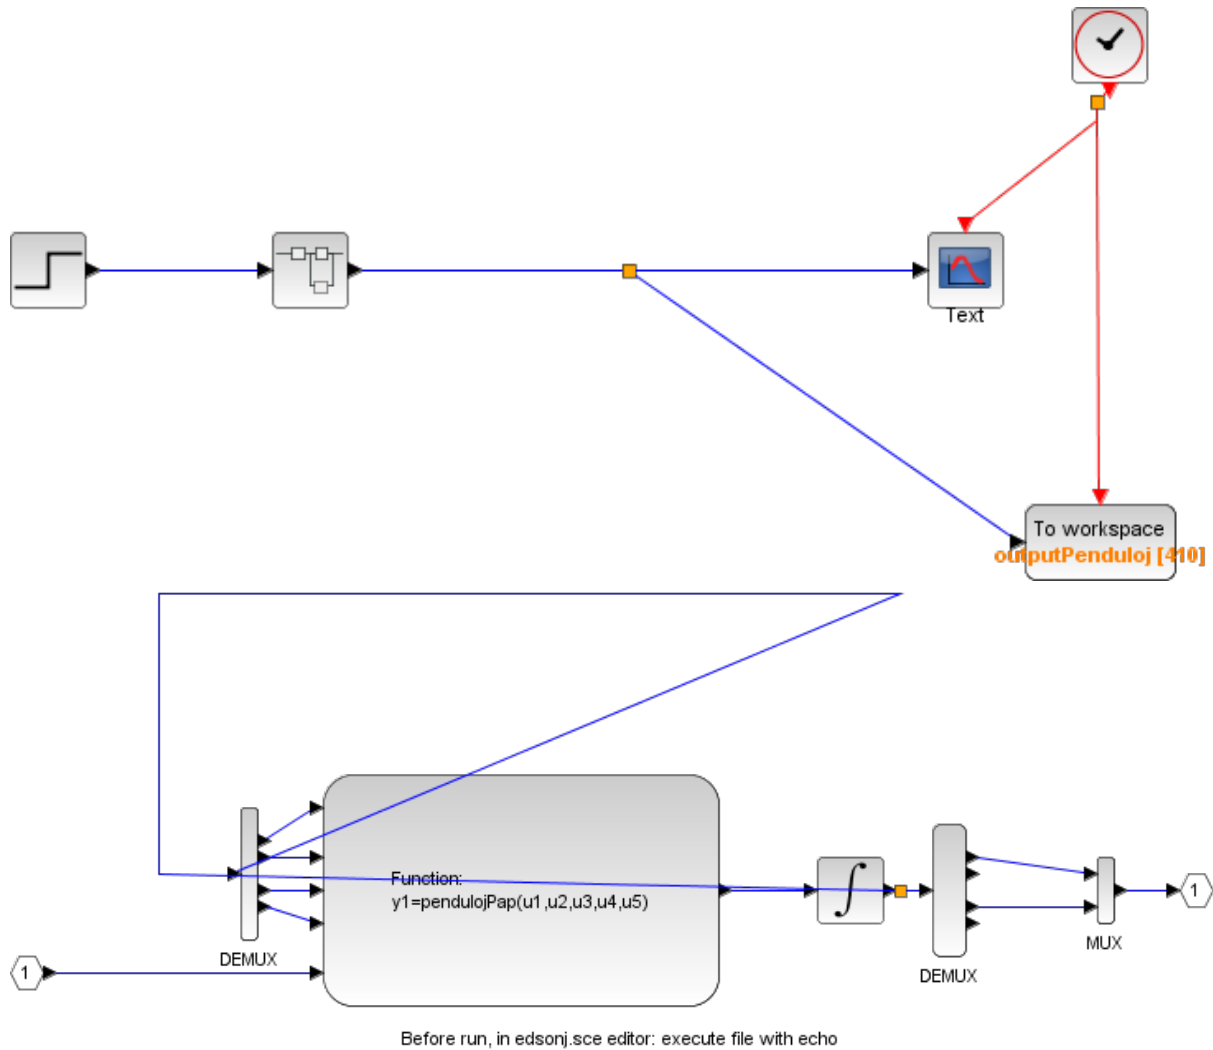 Text
To workspace
outputPenduloj [410]
Function:
y1=pendulojPap(u1,u2,u3,u4,u5)
DEMUX
1
DEMUX
MUX
1
Before run, in edsonj.sce editor: execute file with echo